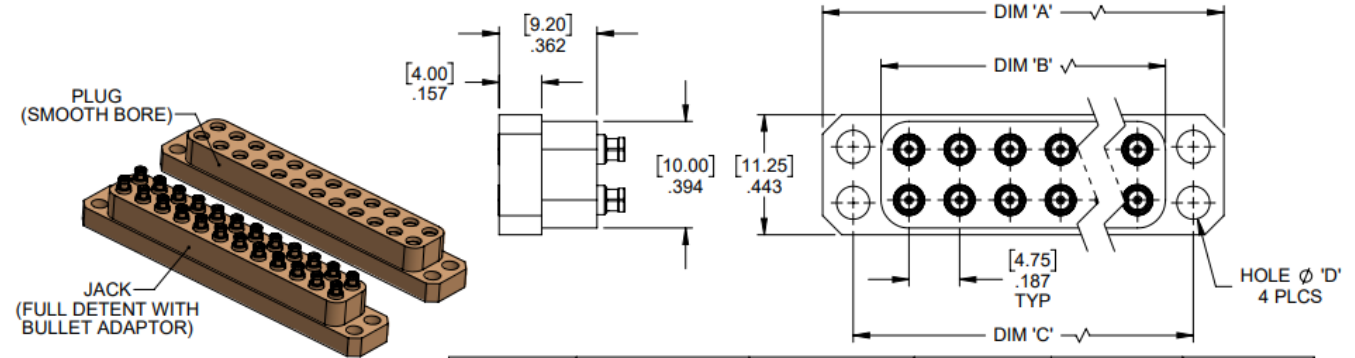 PLUG
(SMOOTH BORE)
JACK
(FULL DETENT WITH
BULLET ADAPTOR)
[9.20]
.362
[4.00]
.157
[10.00]
.394
DIM 'A'
DIM 'B'
[11.25]
.443
[4.75]
.187
TYP
HOLE ⌀ 'D'
4 PLCS
DIM 'C'